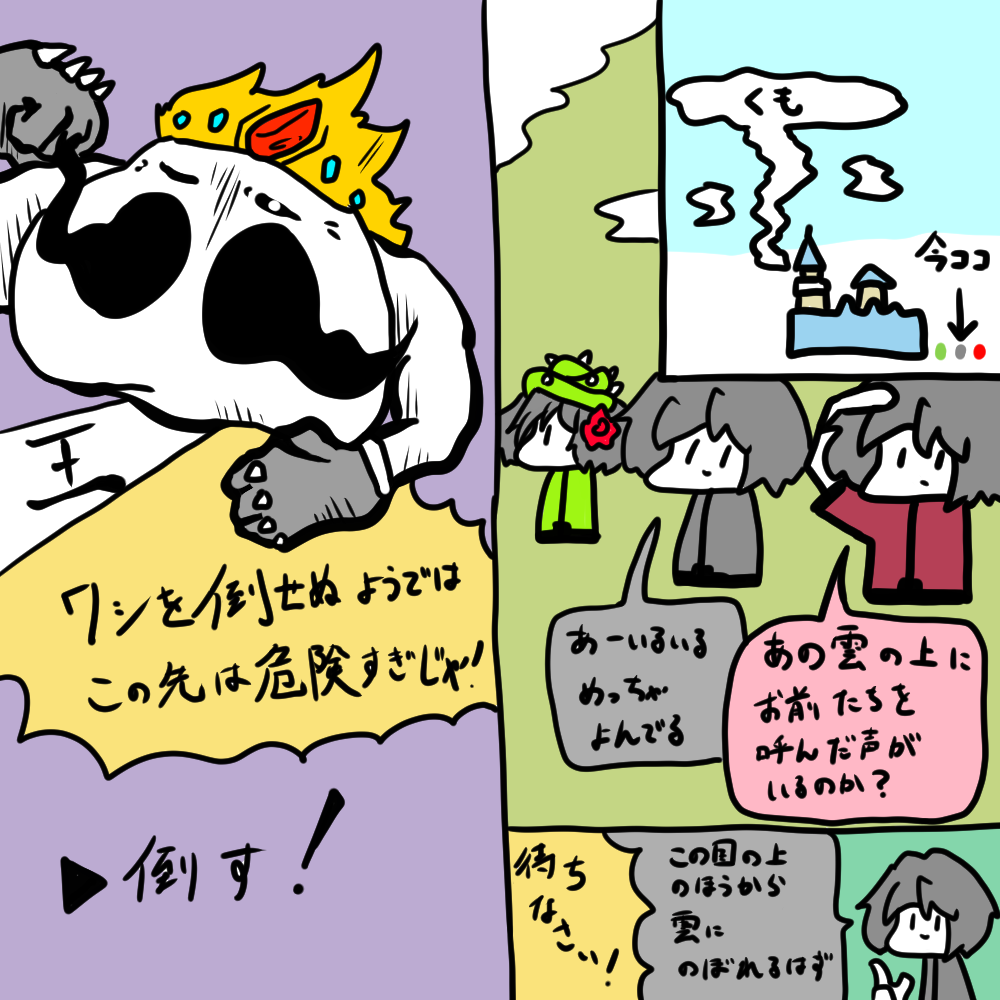 くも
今ココ
あの雲の上に
お前たちを
呼んだ声が
いるのか?
あーいるいる
めっちゃ
よんでる
この国の上
のほうから
雲に
のぼれるはず
待ち
なさい!
王
ワシを倒せぬようでは
この先は危険すぎじゃ!
▶倒す!